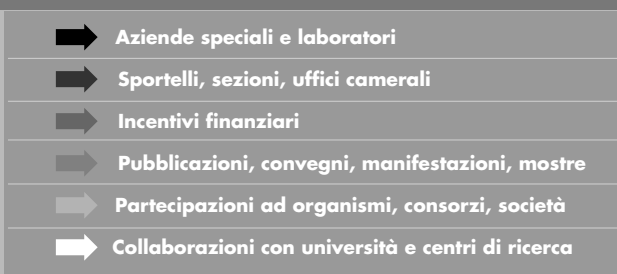 Aziende speciali e laboratori
Sportelli, sezioni, uffici camerali
Incentivi finanziari
Pubblicazioni, convegni, manifestazioni, mostre
Partecipazioni ad organismi, consorzi, società
Collaborazioni con università e centri di ricerca